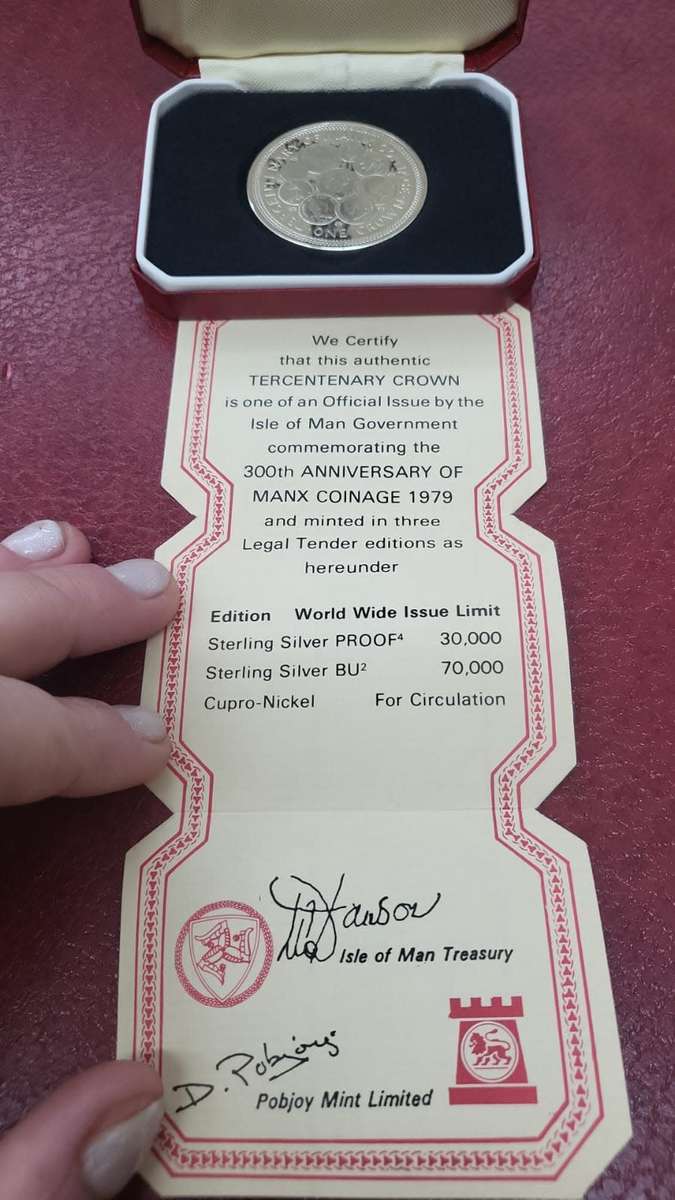 ONE CROWN
We Certify
that this authentic
TERCENTENARY CROWN
is one of an Official Issue by the
Isle of Man Government
commemorating the
300th ANNIVERSARY OF
MANX COINAGE 1979
and minted in three
Legal Tender editions as
hereunder
Edition World Wide Issue Limit
Sterling Silver PROOF⁴ 30,000
Sterling Silver BU² 70,000
Cupro-Nickel For Circulation
Isle of Man Treasury
D. Pobjoy
Pobjoy Mint Limited